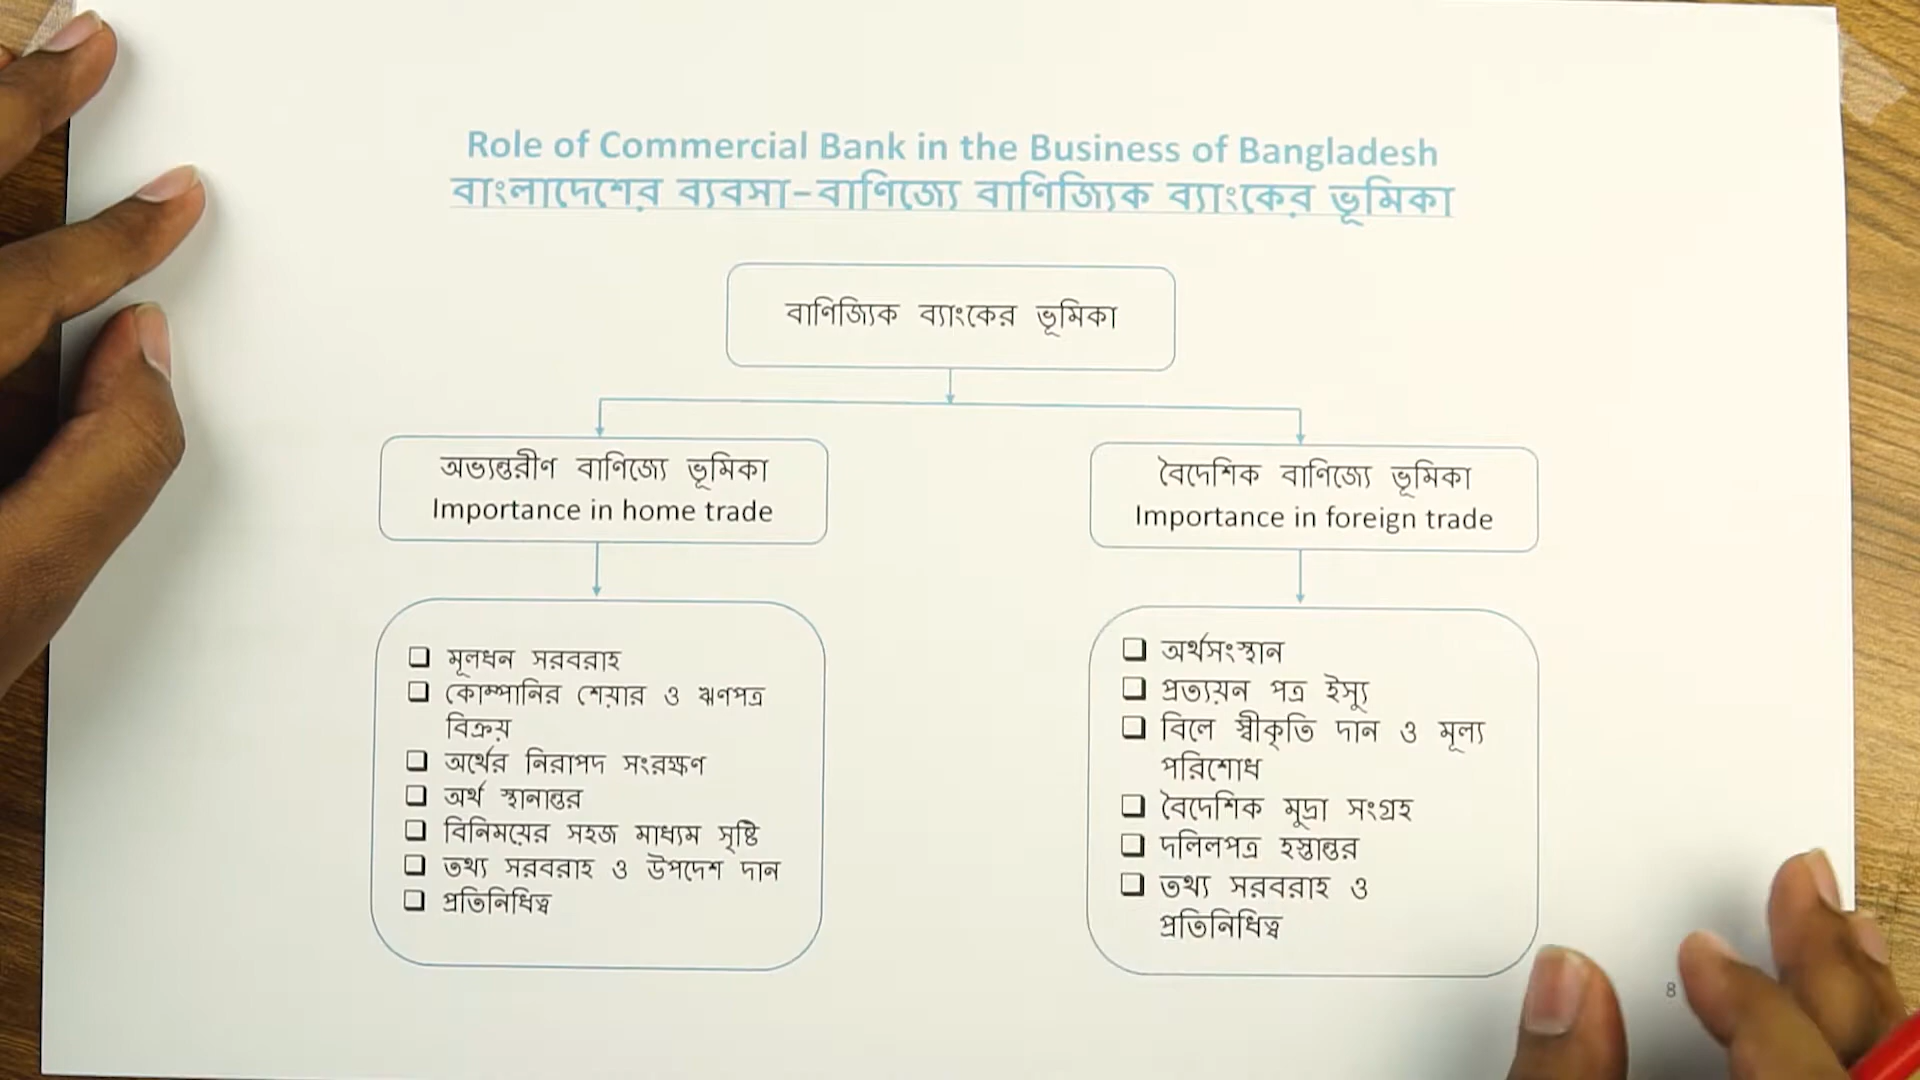 Role of Commercial Bank in the Business of Bangladesh
বাংলাদেশের ব্যবসা-বাণিজ্যে বাণিজ্যিক ব্যাংকের ভূমিকা
বাণিজ্যিক ব্যাংকের ভূমিকা
অভ্যন্তরীণ বাণিজ্যে ভূমিকা
Importance in home trade
মূলধন সরবরাহ
কোম্পানির শেয়ার ও ঋণপত্র
বিক্রয়
অর্থের নিরাপদ সংরক্ষণ
অর্থ স্থানান্তর
বিনিময়ের সহজ মাধ্যম সৃষ্টি
তথ্য সরবরাহ ও উপদেশ দান
প্রতিনিধিত্ব
বৈদেশিক বাণিজ্যে ভূমিকা
Importance in foreign trade
অর্থসংস্থান
প্রত্যয়ন পত্র ইস্যু
বিলে স্বীকৃতি দান ও মূল্য
পরিশোধ
বৈদেশিক মুদ্রা সংগ্রহ
দলিলপত্র হস্তান্তর
তথ্য সরবরাহ ও
প্রতিনিধিত্ব
8